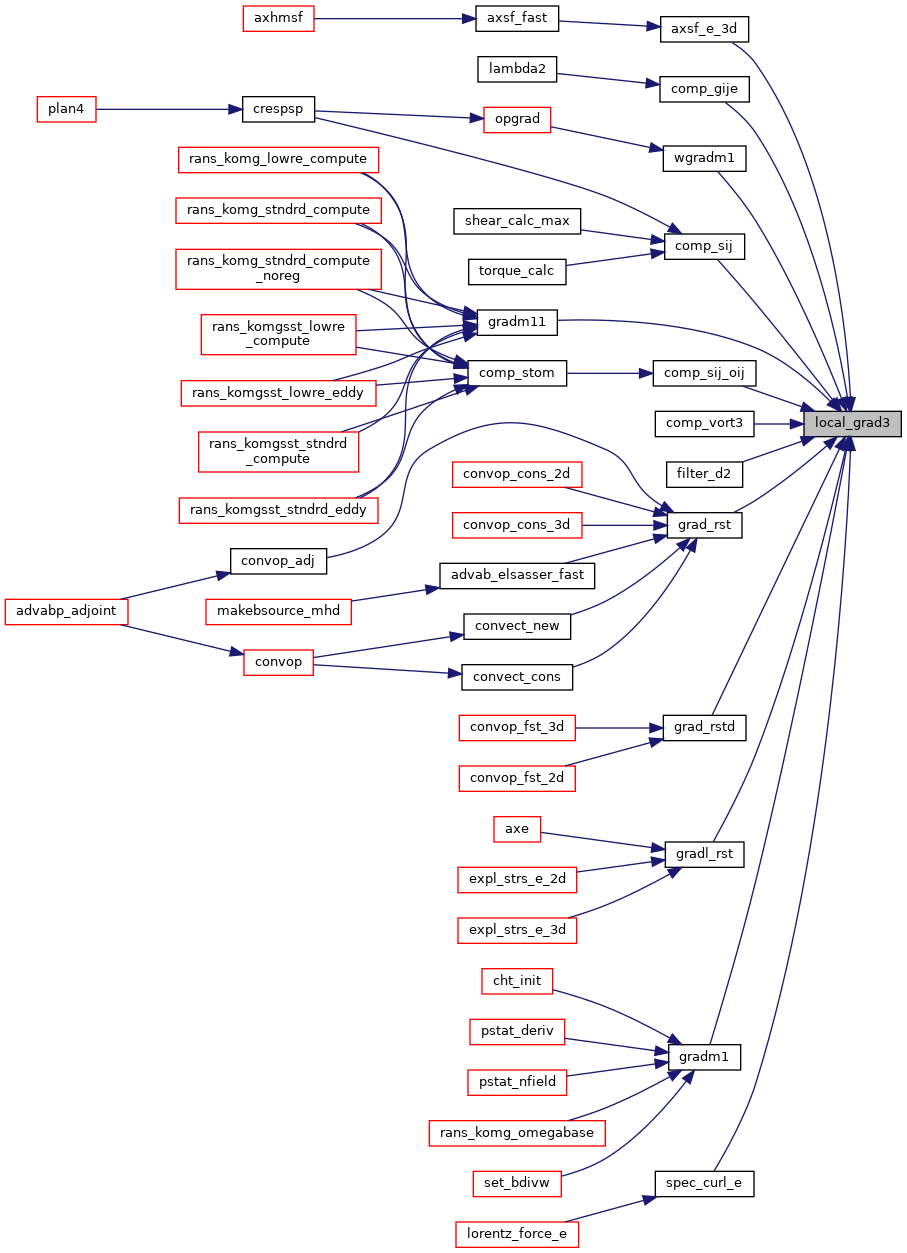 axhmsf
axsf_fast
axsf_e_3d
lambda2
comp_gije
plan4
crespsp
opgrad
wgradm1
rans_komg_lowre_compute
rans_komg_stndrd_compute
shear_calc_max
comp_sij
rans_komg_stndrd_compute
_noreg
torque_calc
rans_komgsst_lowre
_compute
gradm11
rans_komgsst_lowre_eddy
comp_stom
comp_sij_oij
comp_vort3
local_grad3
rans_komgsst_stndrd
_compute
convop_cons_2d
filter_d2
rans_komgsst_stndrd_eddy
convop_cons_3d
grad_rst
convop_adj
advab_elsasser_fast
advabp_adjoint
makebsource_mhd
convect_new
convop
convect_cons
convop_fst_3d
grad_rstd
convop_fst_2d
axe
gradl_rst
expl_strs_e_2d
expl_strs_e_3d
cht_init
pstat_deriv
gradm1
pstat_nfield
rans_komg_omegabase
set_bdivw
spec_curl_e
lorentz_force_e